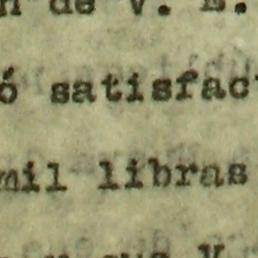 de V. E.
ó satisfac
mil libras